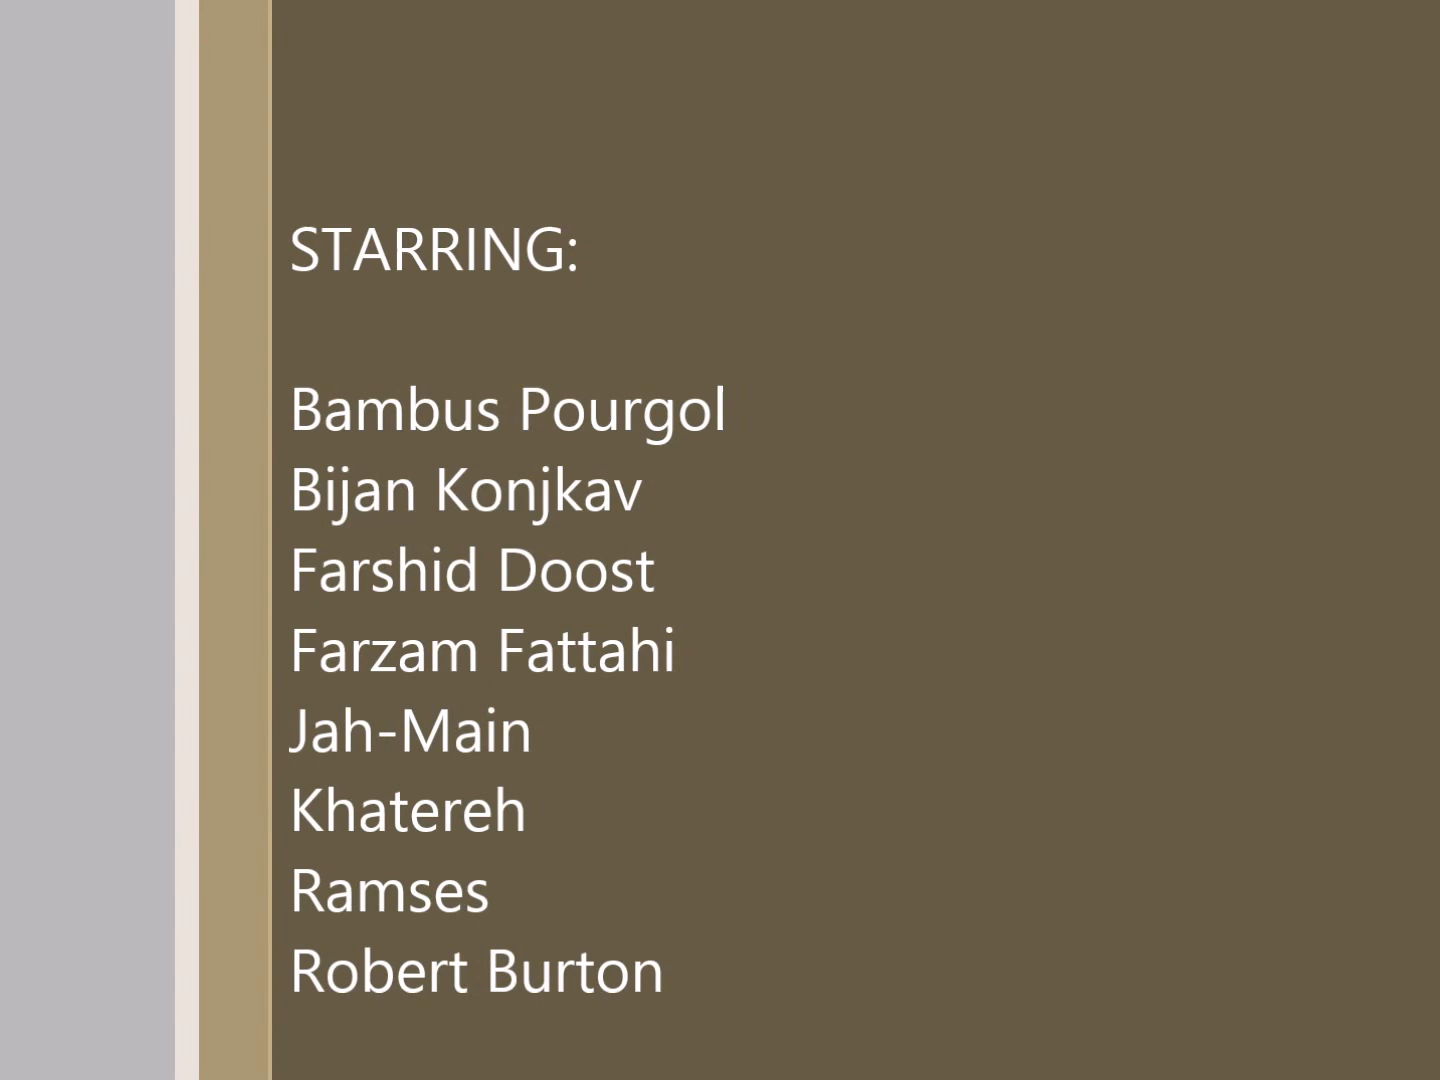 STARRING:
Bambus Pourgol
Bijan Konjkav
Farshid Doost
Farzam Fattahi
Jah-Main
Khatereh
Ramses
Robert Burton